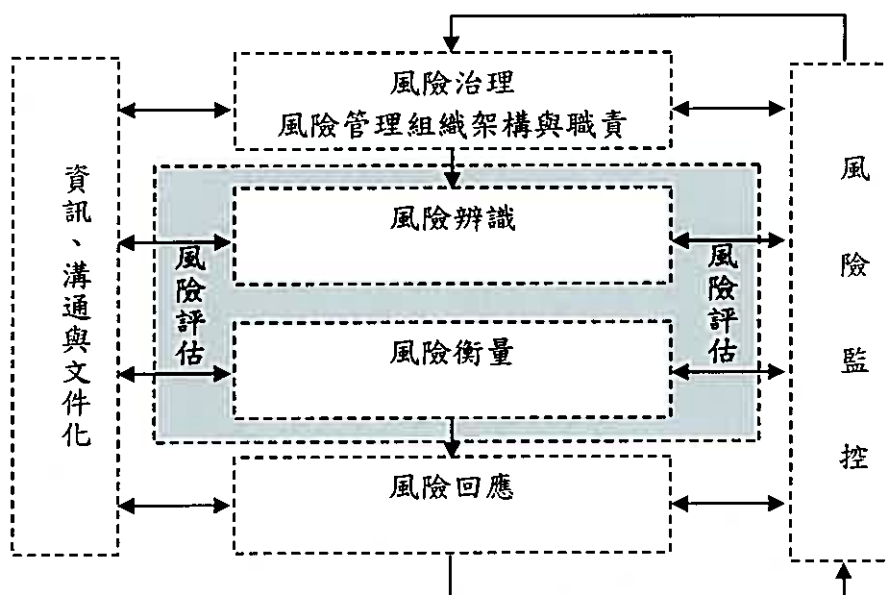 風險治理
風險管理組織架構與職責
資訊、溝通與文件化
風險評估
風險辨識
風險衡量
風險評估
風險監控
風險回應